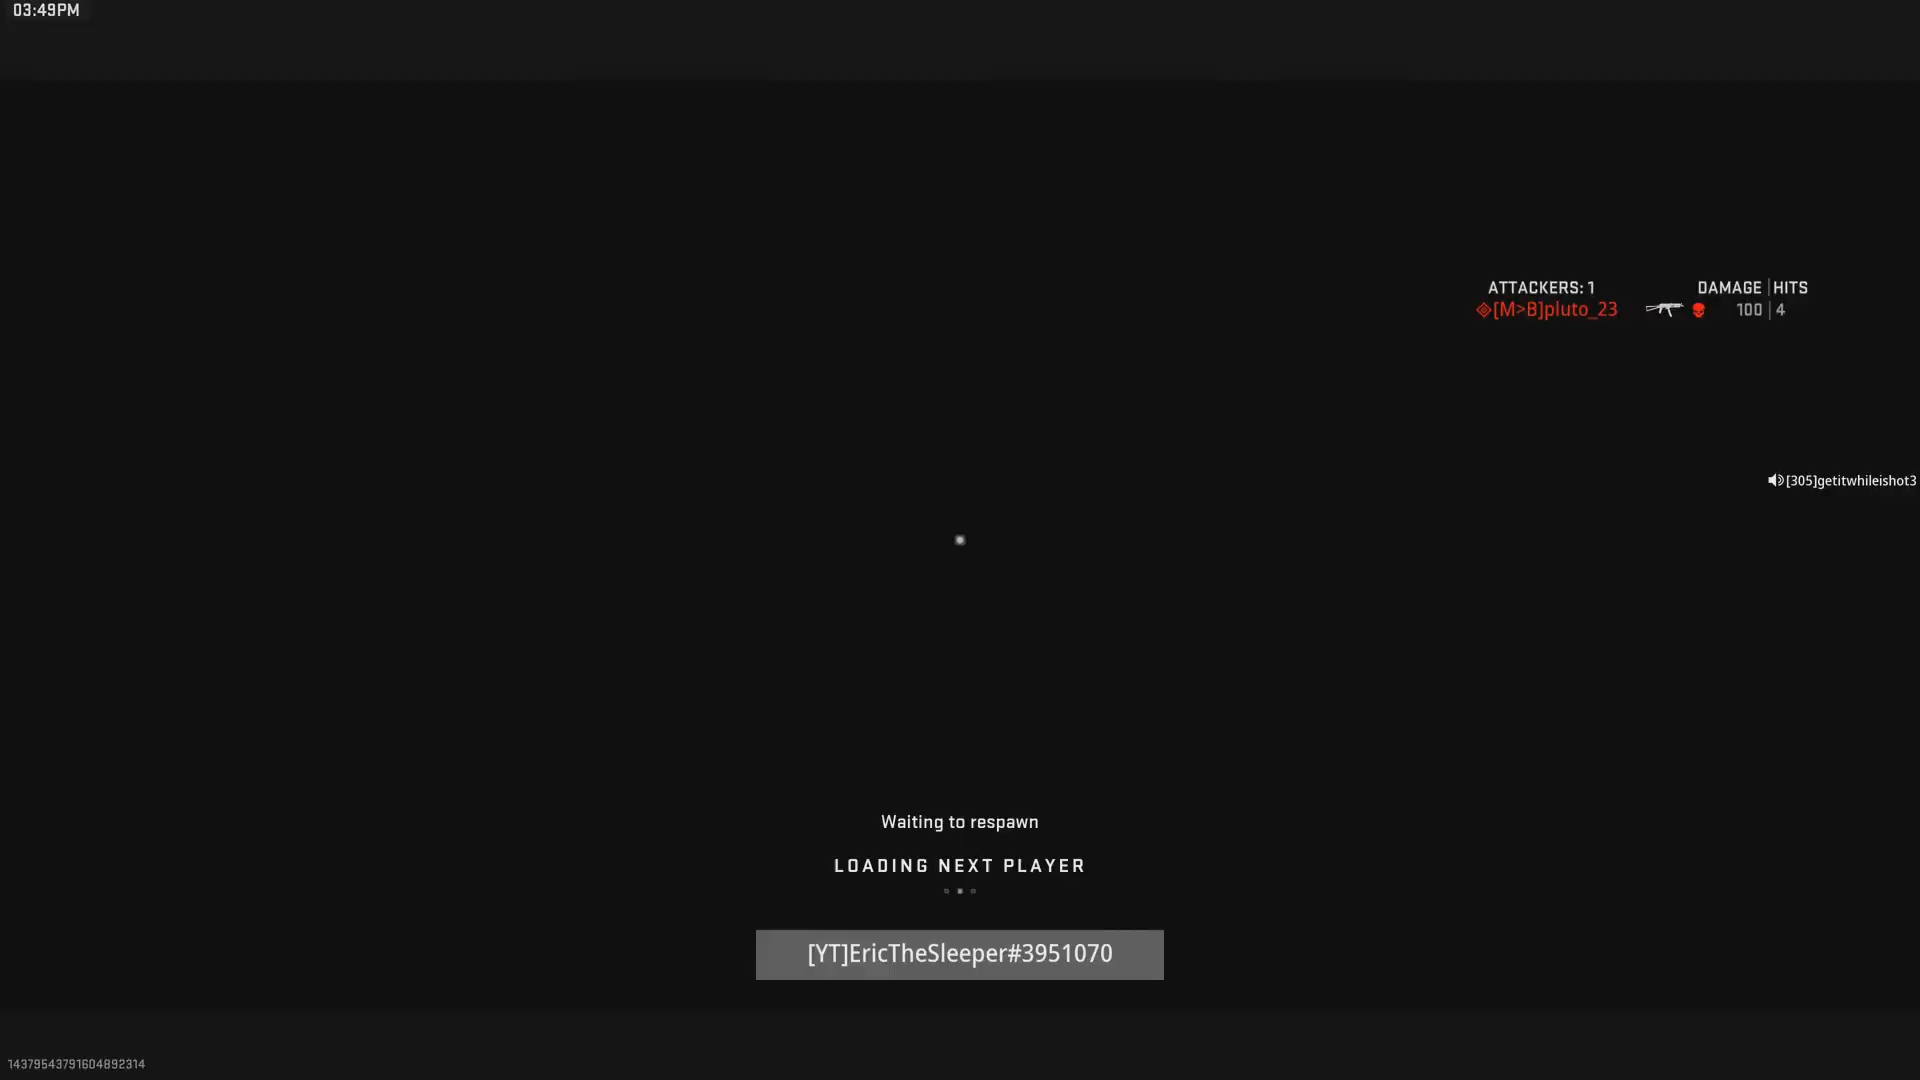 03:49PM
ATTACKERS: 1 DAMAGE HITS
[M>B]pluto_23 100 4
[305]getitwhileishot3
Waiting to respawn
LOADING NEXT PLAYER
[YT]EricTheSleeper#3951070
14379543791604892314